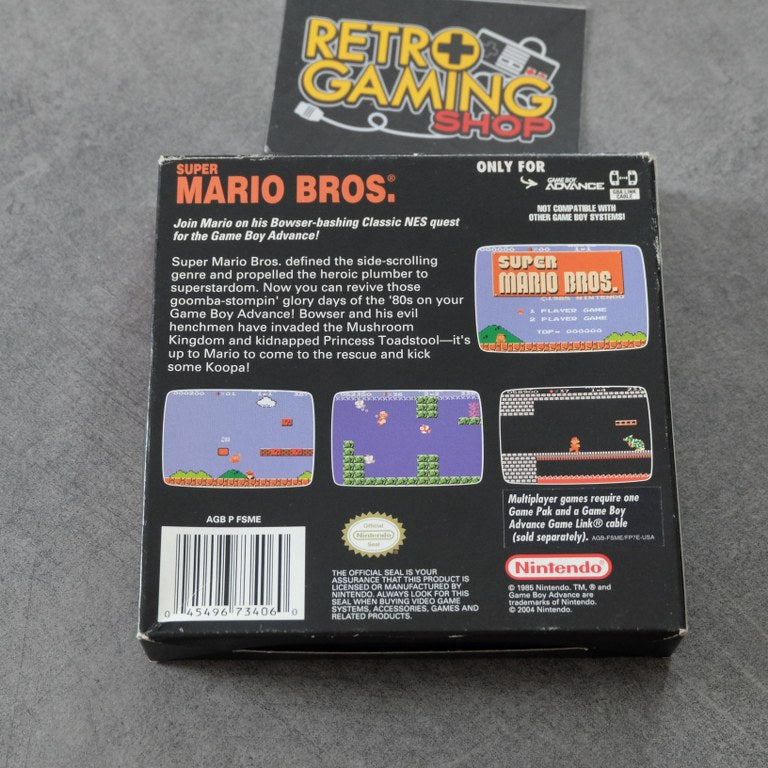 RETRO
GAMING
SHOP
SUPER
MARIO BROS.®
ONLY FOR
GAME BOY
ADVANCE
GBA LINK
CABLE
NOT COMPATIBLE WITH
OTHER GAME BOY SYSTEMS!
Join Mario on his Bowser-bashing Classic NES quest
for the Game Boy Advance!
Super Mario Bros. defined the side-scrolling
genre and propelled the heroic plumber to
superstardom. Now you can revive those
goomba-stompin' glory days of the '80s on your
Game Boy Advance! Bowser and his evil
henchmen have invaded the Mushroom
Kingdom and kidnapped Princess Toadstool—it's
up to Mario to come to the rescue and kick
some Koopa!
SUPER
MARIO BROS.
©1985 NINTENDO
1 PLAYER GAME
2 PLAYER GAME
TOP- 000000
Multiplayer games require one
Game Pak and a Game Boy
Advance Game Link® cable
(sold separately). AGB-FSME/FP7E-USA
AGB P FSME
0 45496 73406 0
Official
Nintendo
Seal
THE OFFICIAL SEAL IS YOUR
ASSURANCE THAT THIS PRODUCT IS
LICENSED OR MANUFACTURED BY
NINTENDO. ALWAYS LOOK FOR THIS
SEAL WHEN BUYING VIDEO GAME
SYSTEMS, ACCESSORIES, GAMES AND
RELATED PRODUCTS.
Nintendo®
© 1985 Nintendo. TM, ® and
Game Boy Advance are
trademarks of Nintendo.
© 2004 Nintendo.